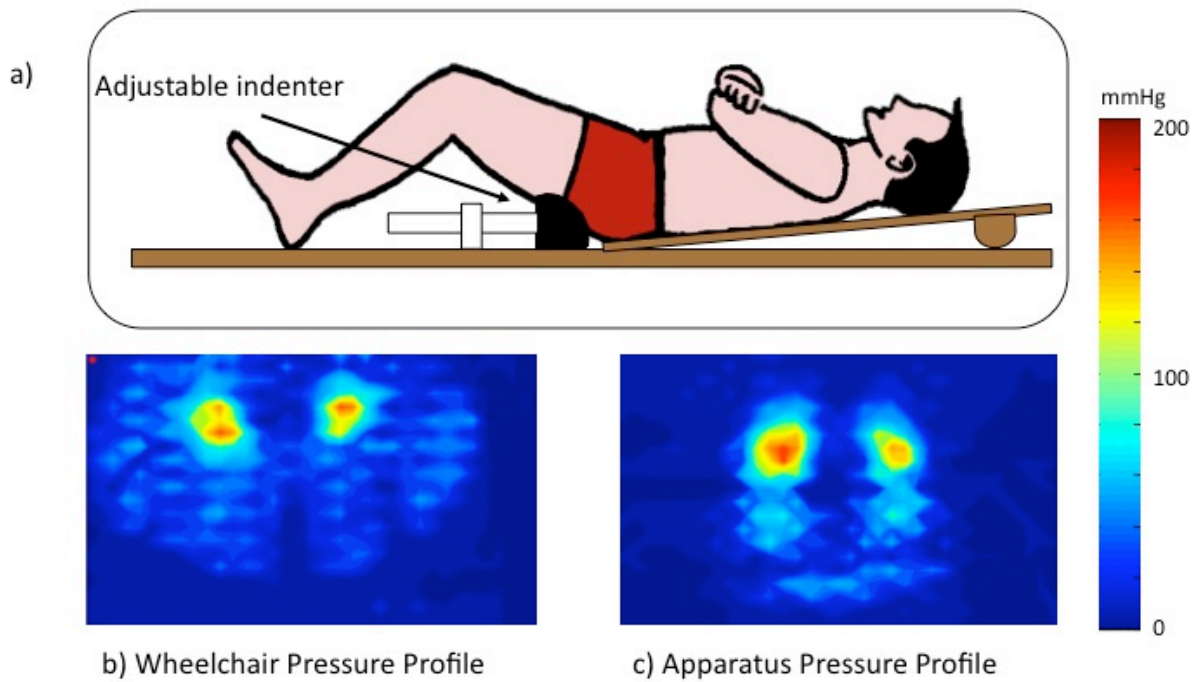 a)
Adjustable indenter
mmHg
200
100
0
b) Wheelchair Pressure Profile
c) Apparatus Pressure Profile